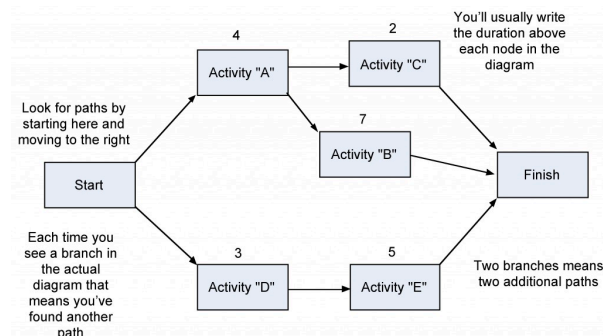 You'll usually write
the duration above
each node in the
diagram
4
2
Activity "A"
Activity "C"
Look for paths by
starting here and
moving to the right
7
Activity "B"
Start
Finish
Each time you
see a branch in
the actual
diagram that
means you've
found another
path
3
5
Activity "D"
Activity "E"
Two branches means
two additional paths